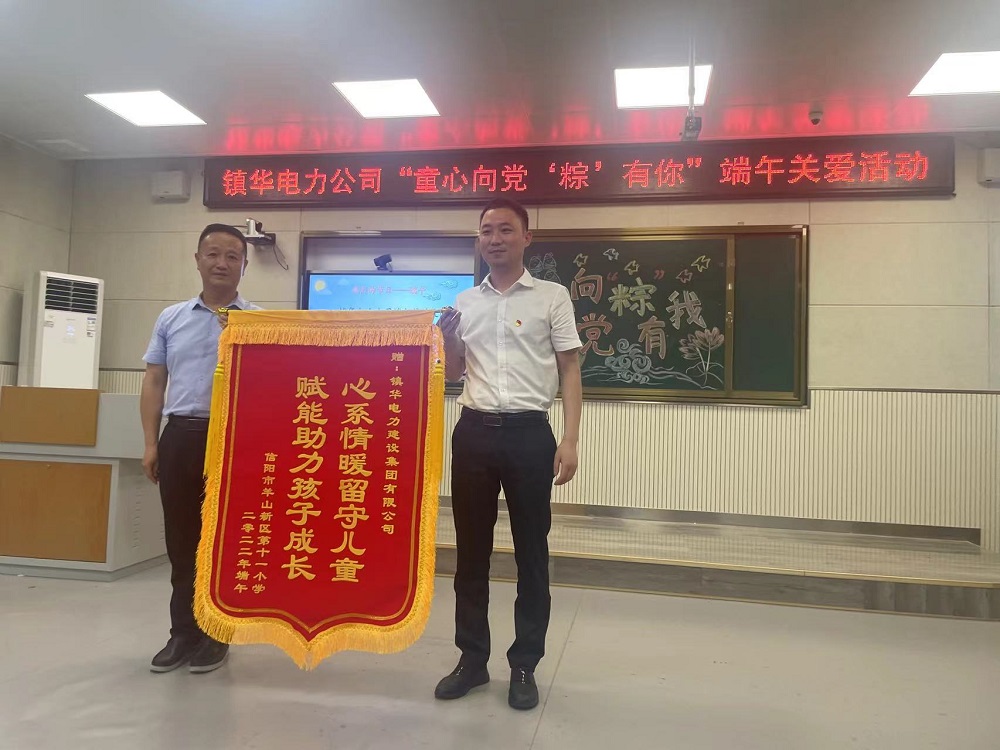 镇华电力公司“童心向党‘粽’有你”端午关爱活动
向“粽”我
党有
赠：镇华电力建设集团有限公司
心系情暖留守儿童
赋能助力孩子成长
信阳市羊山新区第十一小学
二零二二年端午